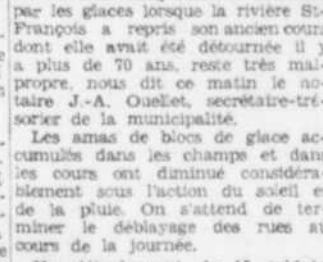 par les glaces lorsque la rivière St-
François a repris son ancien cours
dont elle avait été détournée il y
a plus de 70 ans, reste très mal-
propre, nous dit ce matin le no-
taire J.-A. Ouellet, secrétaire-tré-
sorier de la municipalité.
Les amas de blocs de glace ac-
cumulés dans les champs et dans
les cours ont diminué considéra-
blement sous l'action du soleil e
de la pluie. On s'attend de ter-
miner le déblayage des rues au
cours de la journée.